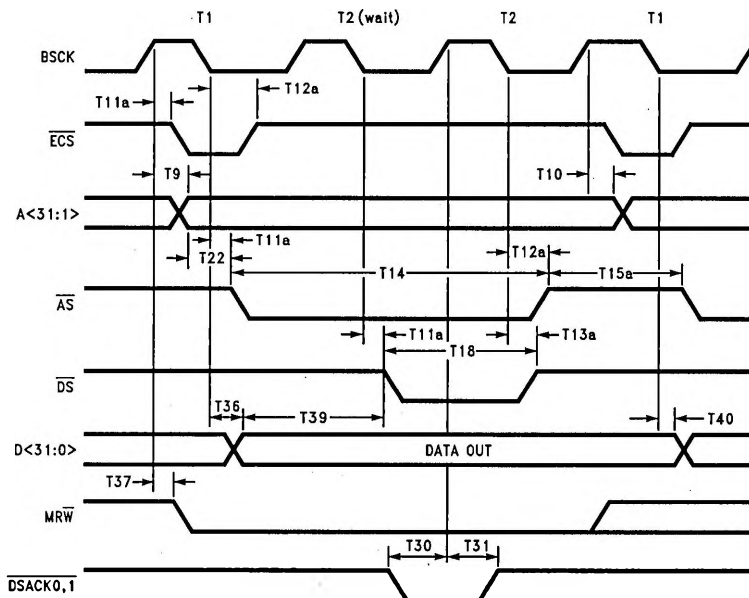 T1 T2 (wait) T2 T1
BSCK
T11a T12a
ECS
T9 T10
A<31:1>
T11a T12a
T22 T14 T15a
AS
T11a T13a
T18
DS
T36 T39 T40
D<31:0> DATA OUT
T37
MRW
T30 T31
DSACK0,1